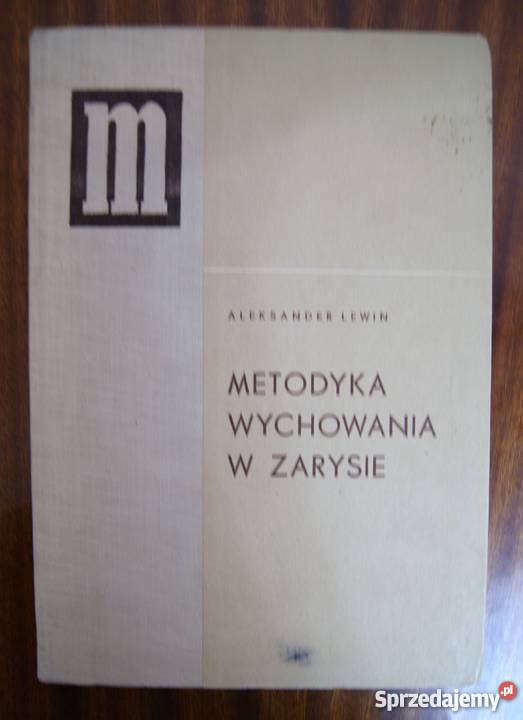 m
ALEKSANDER LEWIN
METODYKA
WYCHOWANIA
W ZARYSIE
Sprzedajemy.pl